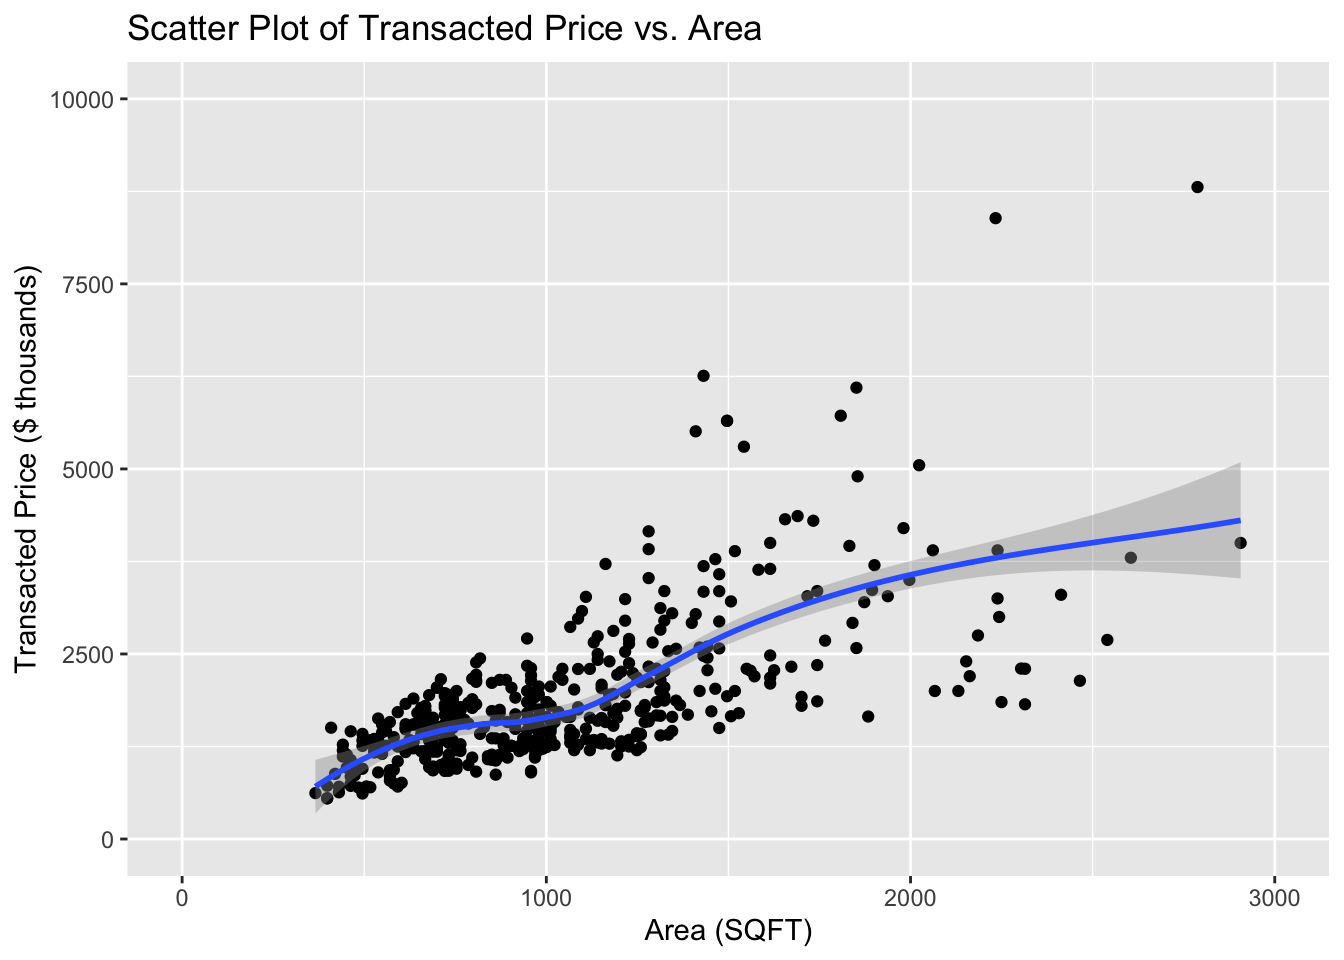 Scatter Plot of Transacted Price vs. Area
10000
7500
5000
2500
0
Transacted Price ($ thousands)
0 1000 2000 3000
Area (SQFT)